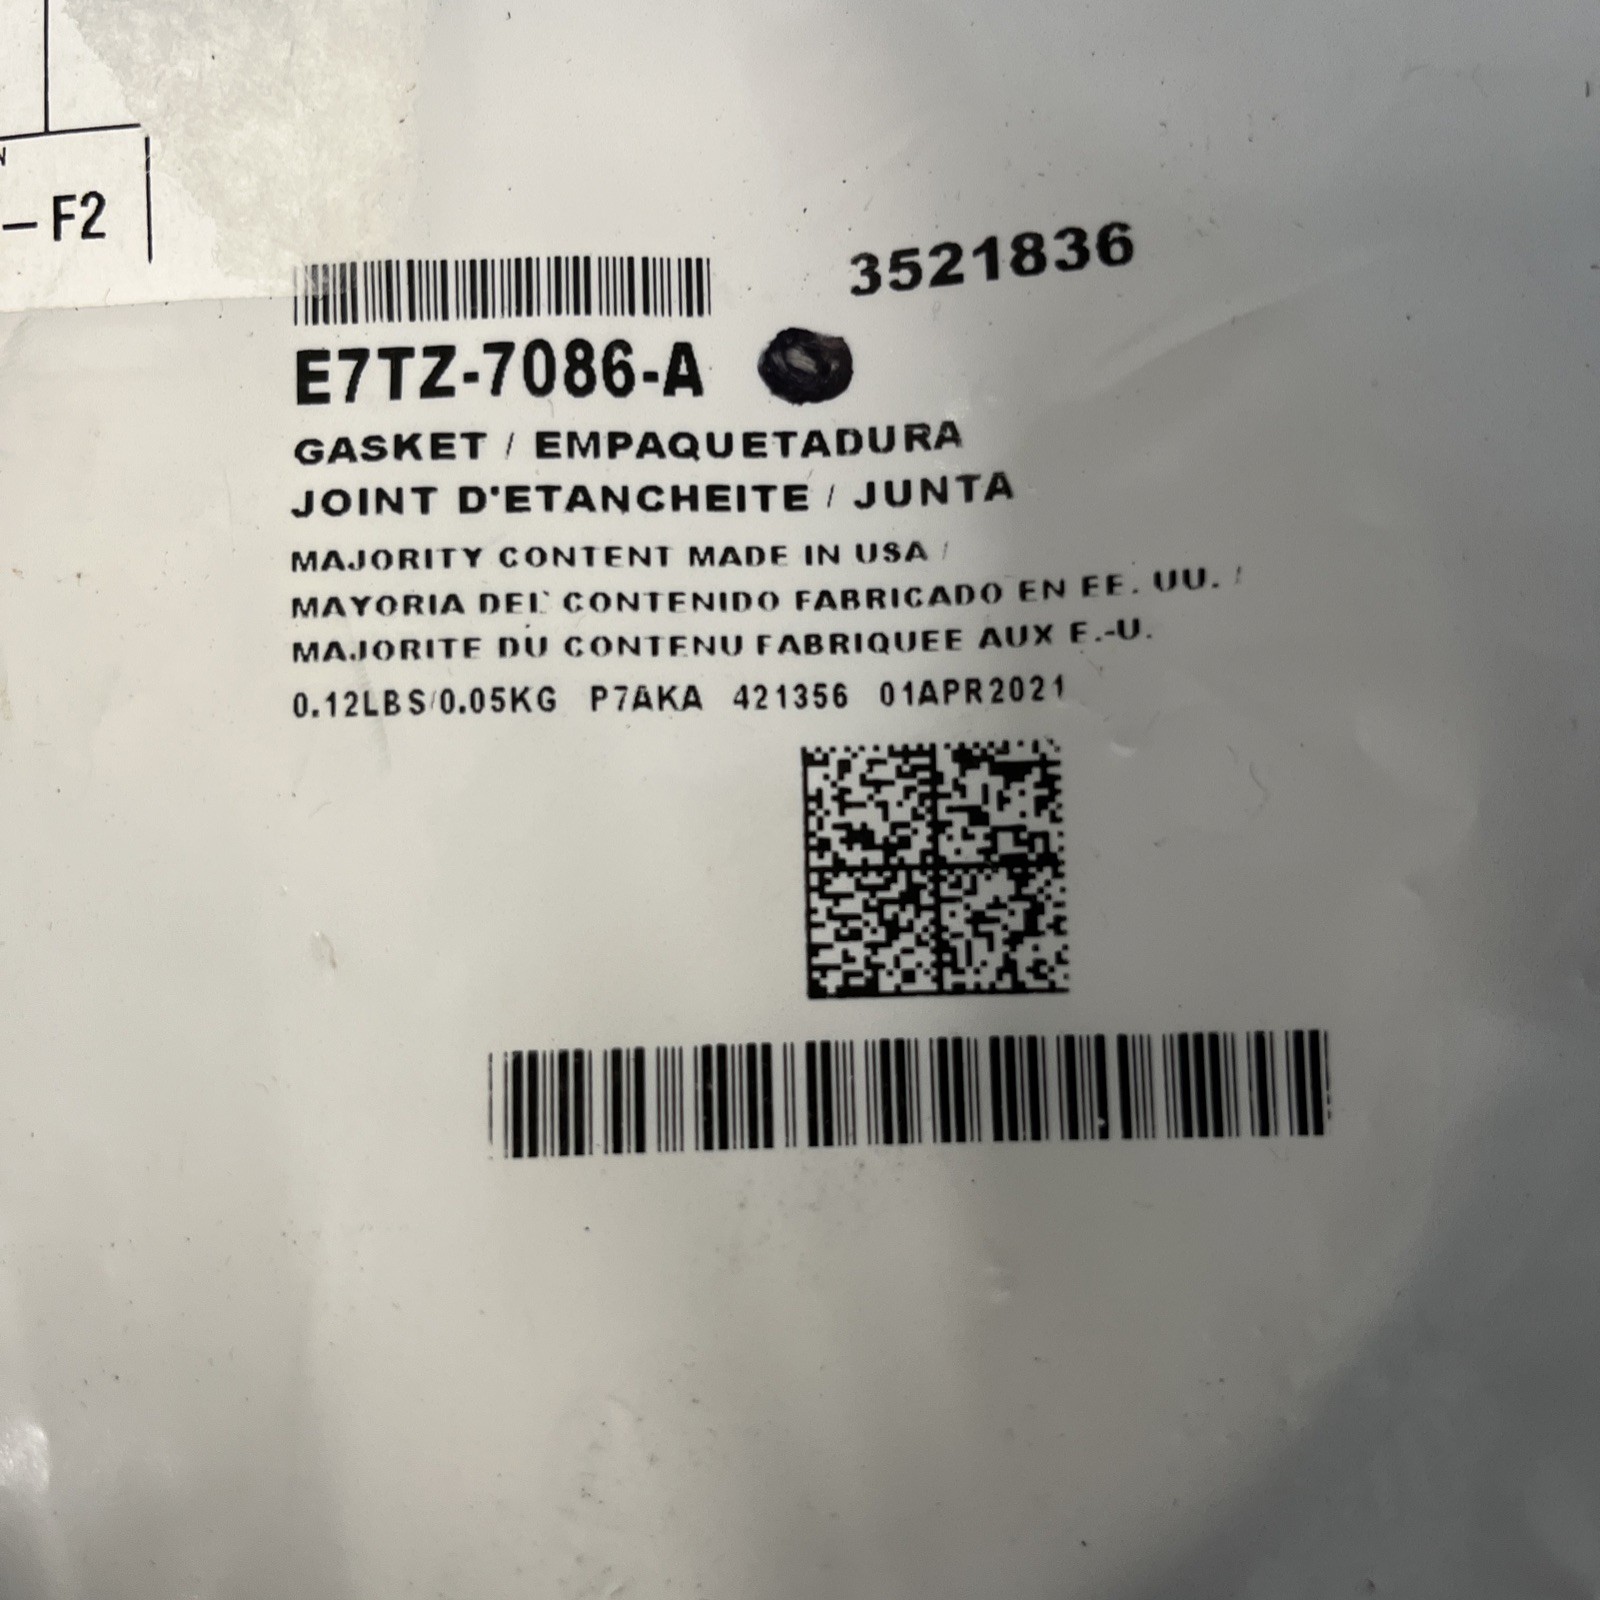 – F2
3521836
E7TZ-7086-A
GASKET / EMPAQUETADURA
JOINT D'ETANCHEITE / JUNTA
MAJORITY CONTENT MADE IN USA /
MAYORIA DEL CONTENIDO FABRICADO EN EE. UU. /
MAJORITE DU CONTENU FABRIQUEE AUX E.-U.
0.12LBS/0.05KG P7AKA 421356 01APR2021